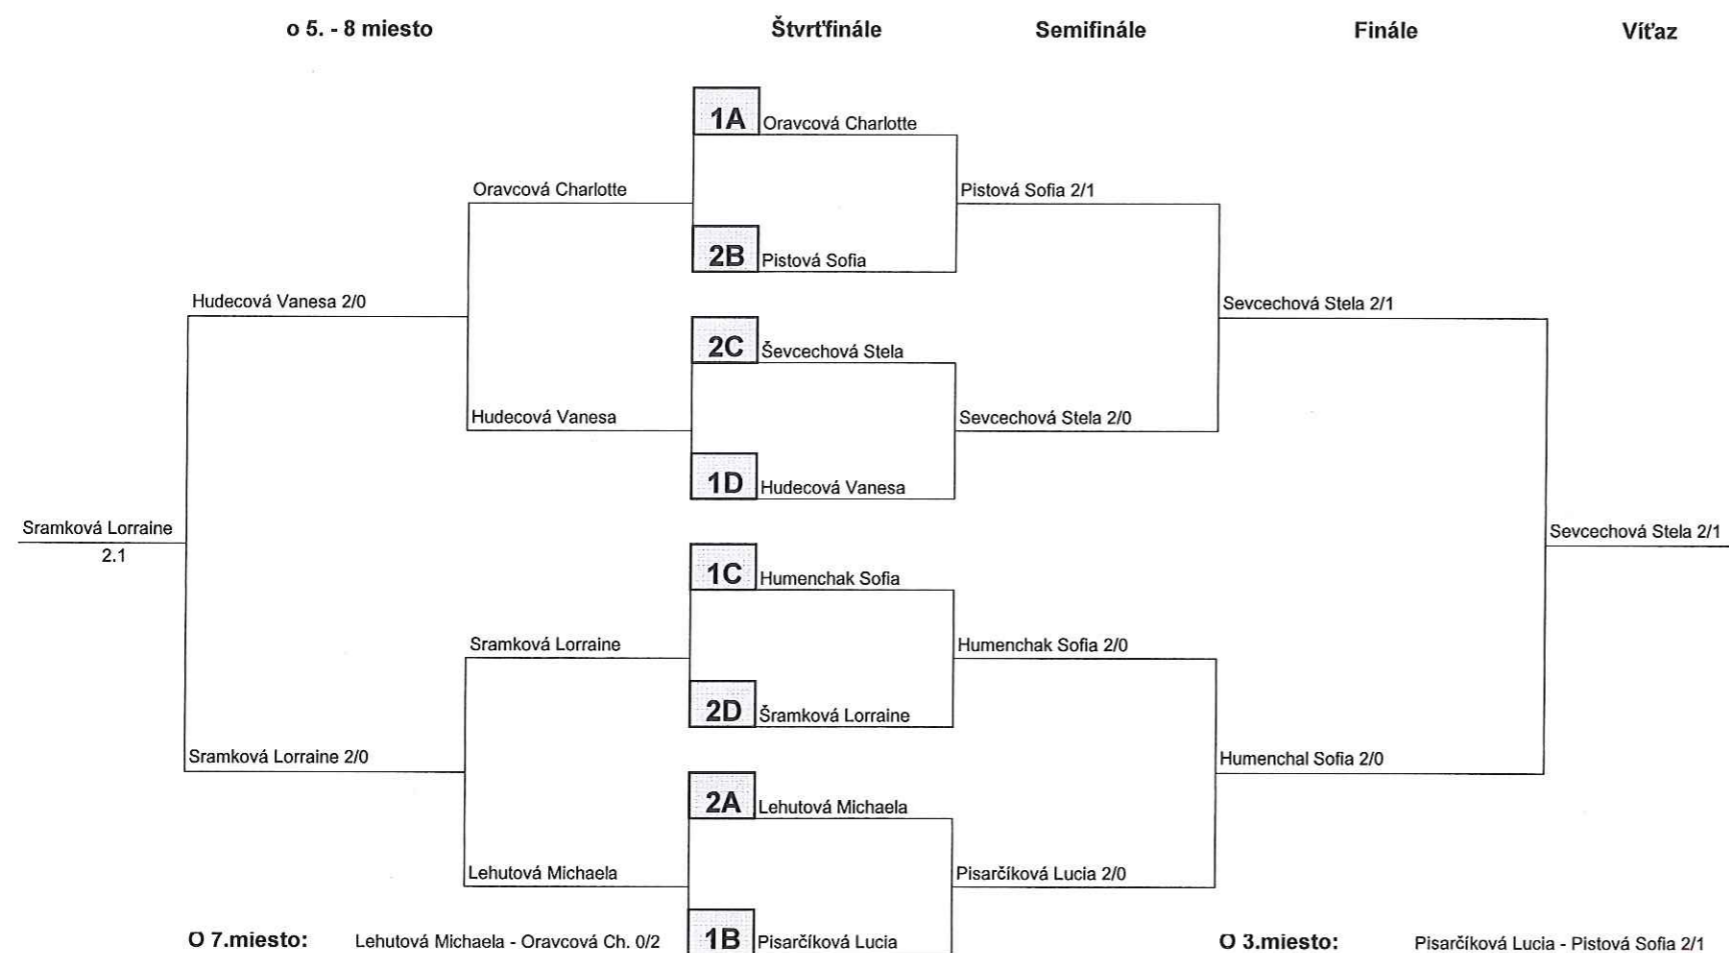 o 5. - 8 miesto Štvrťfinále Semifinále Finále Víťaz
1A Oravcová Charlotte
Oravcová Charlotte Pistová Sofia 2/1
2B Pistová Sofia
Hudecová Vanesa 2/0 Sevcechová Stela 2/1
2C Ševcechová Stela
Hudecová Vanesa Sevcechová Stela 2/0
1D Hudecová Vanesa
Sramková Lorraine Sevcechová Stela 2/1
2.1
1C Humenchak Sofia
Sramková Lorraine Humenchak Sofia 2/0
2D Šramková Lorraine
Sramková Lorraine 2/0 Humenchal Sofia 2/0
2A Lehutová Michaela
Lehutová Michaela Pisarčíková Lucia 2/0
O 7.miesto: Lehutová Michaela - Oravcová Ch. 0/2 1B Pisarčíková Lucia O 3.miesto: Pisarčíková Lucia - Pistová Sofia 2/1